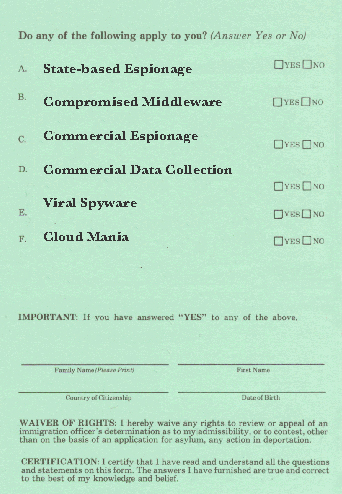 Do any of the following apply to you? (Answer Yes or No)
A. State-based Espionage YES NO
B. Compromised Middleware YES NO
C. Commercial Espionage YES NO
D. Commercial Data Collection YES NO
E. Viral Spyware YES NO
F. Cloud Mania YES NO
IMPORTANT: If you have answered "YES" to any of the above,
Family Name (Please Print) First Name
Country of Citizenship Date of Birth
WAIVER OF RIGHTS: I hereby waive any rights to review or appeal of an
immigration officer's determination as to my admissibility, or to contest, other
than on the basis of an application for asylum, any action in deportation.
CERTIFICATION: I certify that I have read and understand all the questions
and statements on this form. The answers I have furnished are true and correct
to the best of my knowledge and belief.